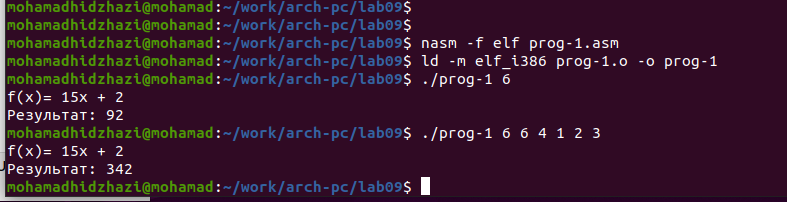 mohamadhidzhazi@mohamad:~/work/arch-pc/lab09$
mohamadhidzhazi@mohamad:~/work/arch-pc/lab09$
mohamadhidzhazi@mohamad:~/work/arch-pc/lab09$ nasm -f elf prog-1.asm
mohamadhidzhazi@mohamad:~/work/arch-pc/lab09$ ld -m elf_i386 prog-1.o -o prog-1
mohamadhidzhazi@mohamad:~/work/arch-pc/lab09$ ./prog-1 6
f(x)= 15x + 2
Результат: 92
mohamadhidzhazi@mohamad:~/work/arch-pc/lab09$ ./prog-1 6 6 4 1 2 3
f(x)= 15x + 2
Результат: 342
mohamadhidzhazi@mohamad:~/work/arch-pc/lab09$